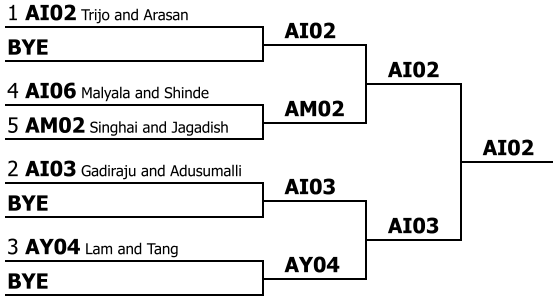 1 AI02 Trijo and Arasan
BYE
AI02
4 AI06 Malyala and Shinde
5 AM02 Singhai and Jagadish
AM02
AI02
2 AI03 Gadiraju and Adusumalli
BYE
AI03
3 AY04 Lam and Tang
BYE
AY04
AI03
AI02